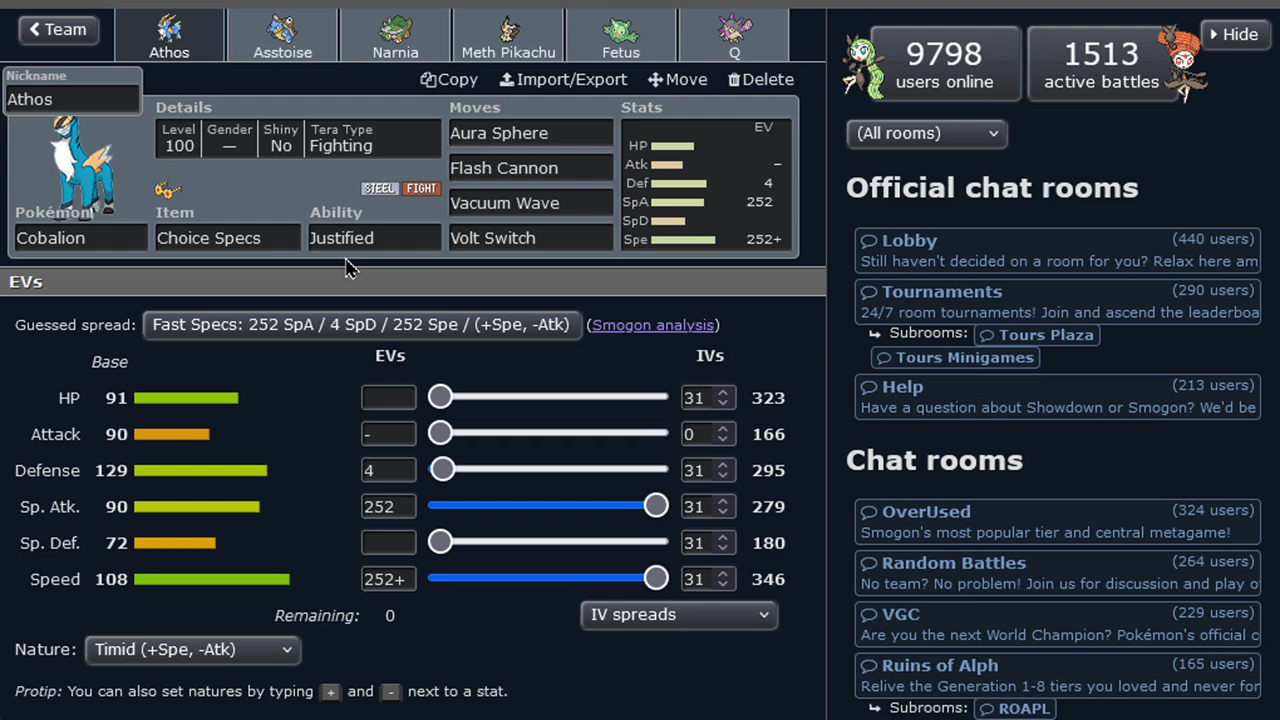 Team
Athos
Asstoise
Narnia
Meth Pikachu
Fetus
Q
Hide
Nickname
Athos
Copy
Import/Export
Move
Delete
Details
Level
100
Gender
—
Shiny
No
Tera Type
Fighting
STEEL FIGHT
Pokémon
Cobalion
Item
Choice Specs
Ability
Justified
Moves
Aura Sphere
Flash Cannon
Vacuum Wave
Volt Switch
Stats
EV
HP
Atk –
Def 4
SpA 252
SpD
Spe 252+
EVs
Guessed spread: Fast Specs: 252 SpA / 4 SpD / 252 Spe / (+Spe, -Atk) (Smogon analysis)
Base EVs IVs
HP 91 31 323
Attack 90 - 0 166
Defense 129 4 31 295
Sp. Atk. 90 252 31 279
Sp. Def. 72 31 180
Speed 108 252+ 31 346
Remaining: 0 IV spreads
Nature: Timid (+Spe, -Atk)
Protip: You can also set natures by typing + and - next to a stat.
9798
users online
1513
active battles
(All rooms)
Official chat rooms
Lobby (440 users)
Still haven't decided on a room for you? Relax here am
Tournaments (290 users)
24/7 room tournaments! Join and ascend the leaderboa
Subrooms: Tours Plaza
Tours Minigames
Help (213 users)
Have a question about Showdown or Smogon? We'd be
Chat rooms
OverUsed (324 users)
Smogon's most popular tier and central metagame!
Random Battles (264 users)
No team? No problem! Join us for discussion and play o
VGC (229 users)
Are you the next World Champion? Pokémon's official c
Ruins of Alph (165 users)
Relive the Generation 1-8 tiers you loved and never for
Subrooms: ROAPL